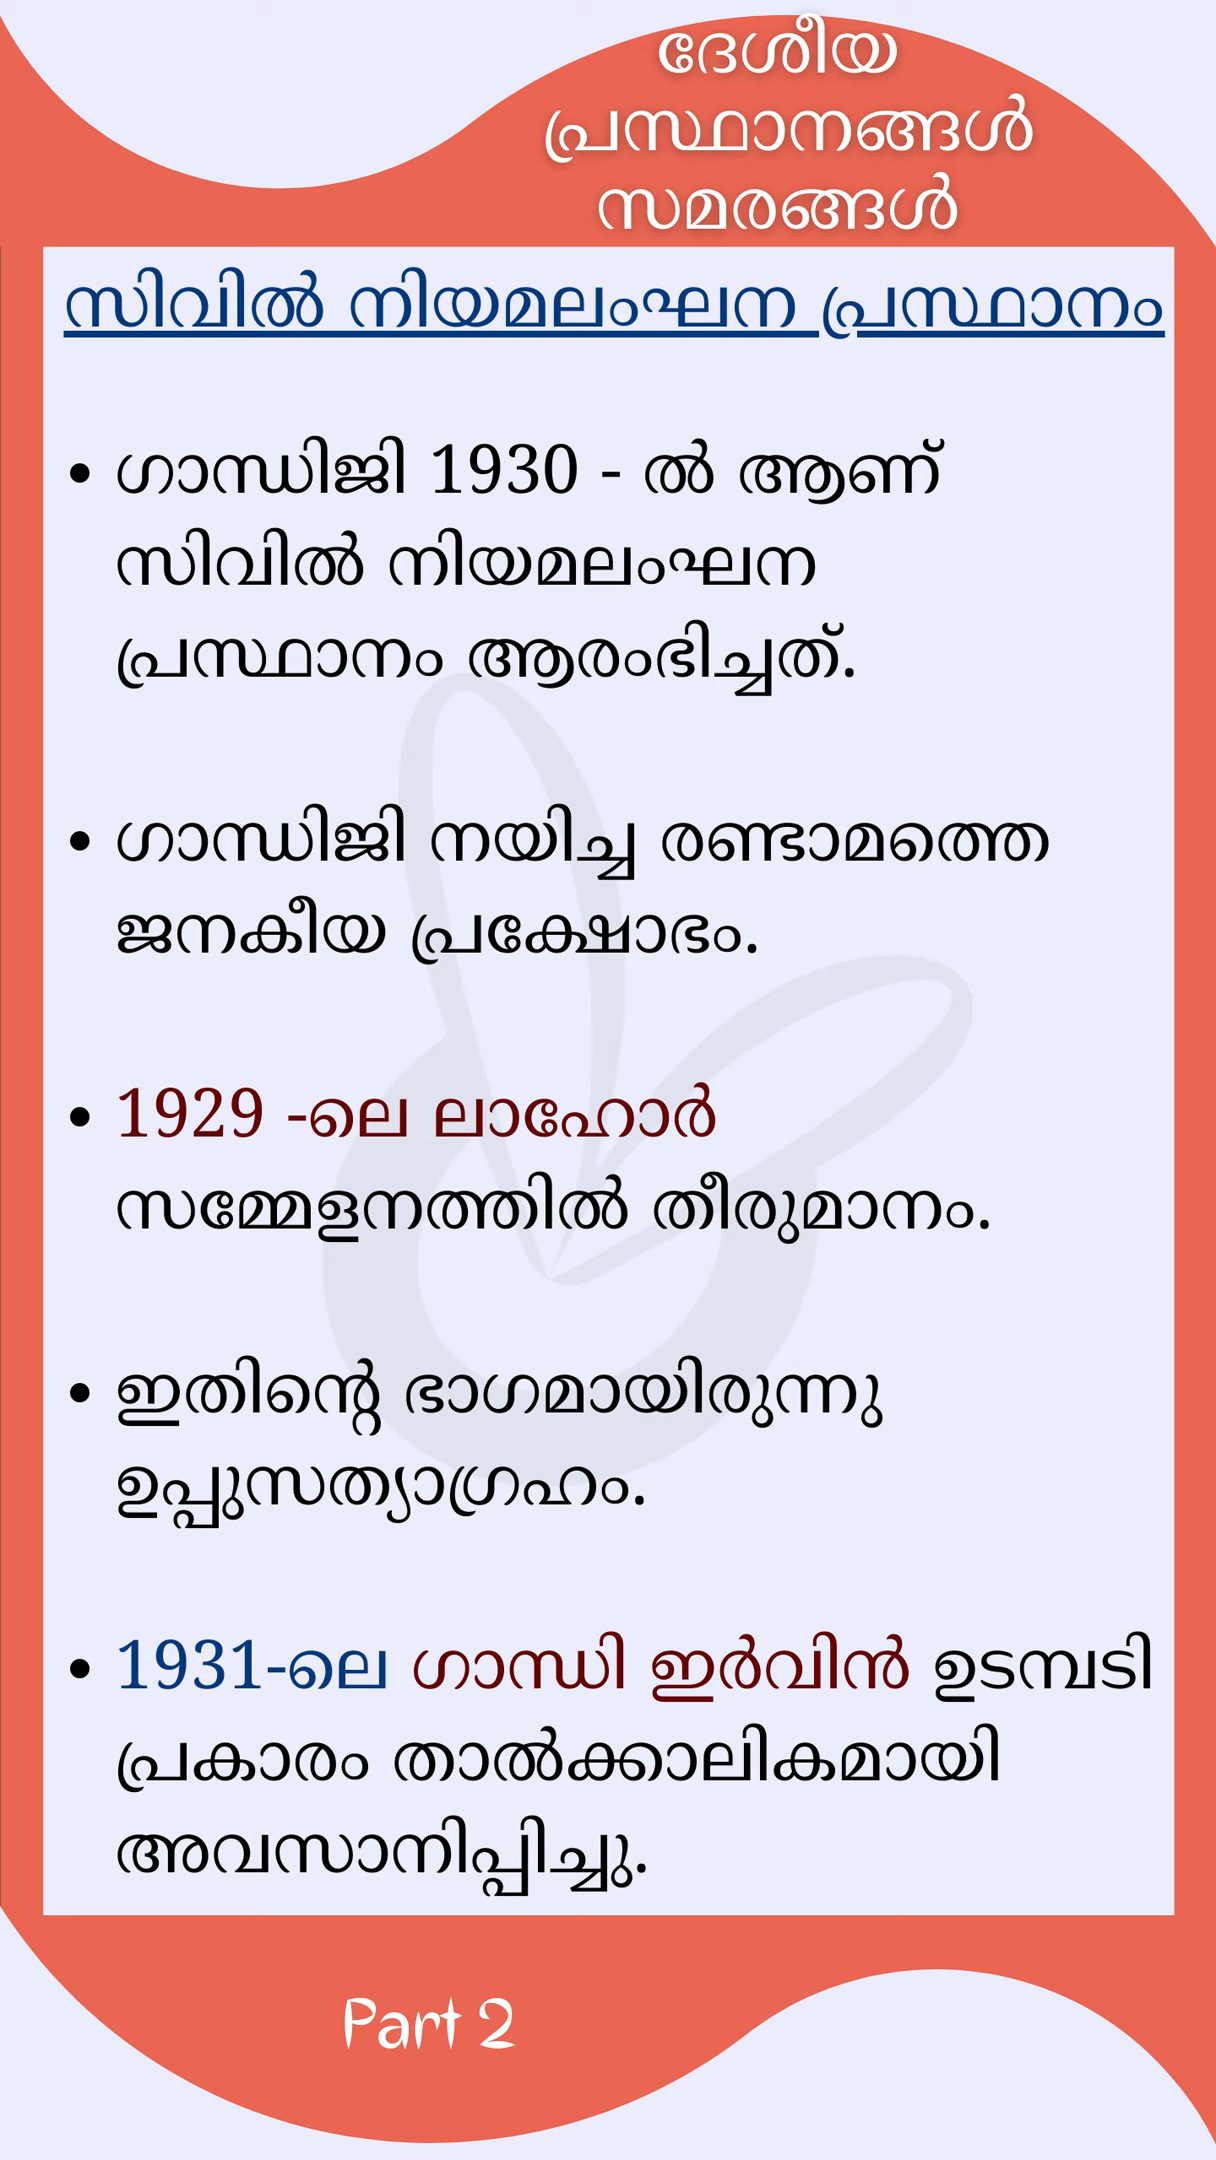 ദേശീയ
പ്രസ്ഥാനങ്ങൾ
സമരങ്ങൾ
സിവിൽ നിയമലംഘന പ്രസ്ഥാനം
• ഗാന്ധിജി 1930 - ൽ ആണ്
സിവിൽ നിയമലംഘന
പ്രസ്ഥാനം ആരംഭിച്ചത്.
• ഗാന്ധിജി നയിച്ച രണ്ടാമത്തെ
ജനകീയ പ്രക്ഷോഭം.
• 1929 -ലെ ലാഹോർ
സമ്മേളനത്തിൽ തീരുമാനം.
• ഇതിന്റെ ഭാഗമായിരുന്നു
ഉപ്പുസത്യാഗ്രഹം.
• 1931-ലെ ഗാന്ധി ഇർവിൻ ഉടമ്പടി
പ്രകാരം താൽക്കാലികമായി
അവസാനിപ്പിച്ചു.
Part 2